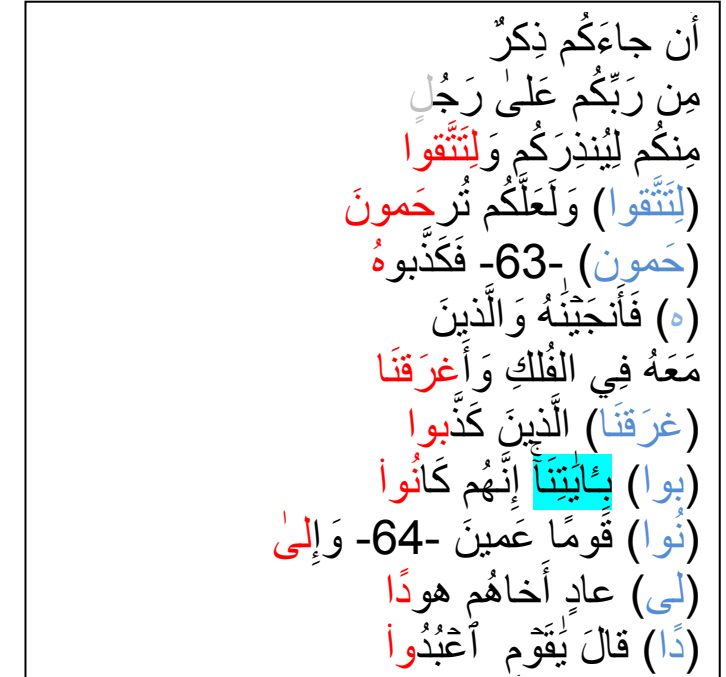 أَن جاءَكُم ذِكرٌ
مِن رَبِّكُم عَلىٰ رَجُلٍ
مِنكُم لِيُنذِرَكُم وَلِتَتَّقوا
(لِتَتَّقوا) وَلَعَلَّكُم تُرحَمونَ
(حَمون) -63- فَكَذَّبوهُ
(ه) فَأَنجَيۡنَٰهُ وَالَّذينَ
مَعَهُ فِي الفُلكِ وَأَغرَقنَا
(غرَقنَا) الَّذينَ كَذَّبوا
(بوا) بِـَٔايَٰتِنَآۚ إِنَّهُم كَانُواْ
(نُوا) قَومًا عَمينَ -64- وَإِلىٰ
(لى) عادٍ أَخاهُم هودًا
(دًا) قالَ يَٰقَوۡمِ ٱعۡبُدُواْ